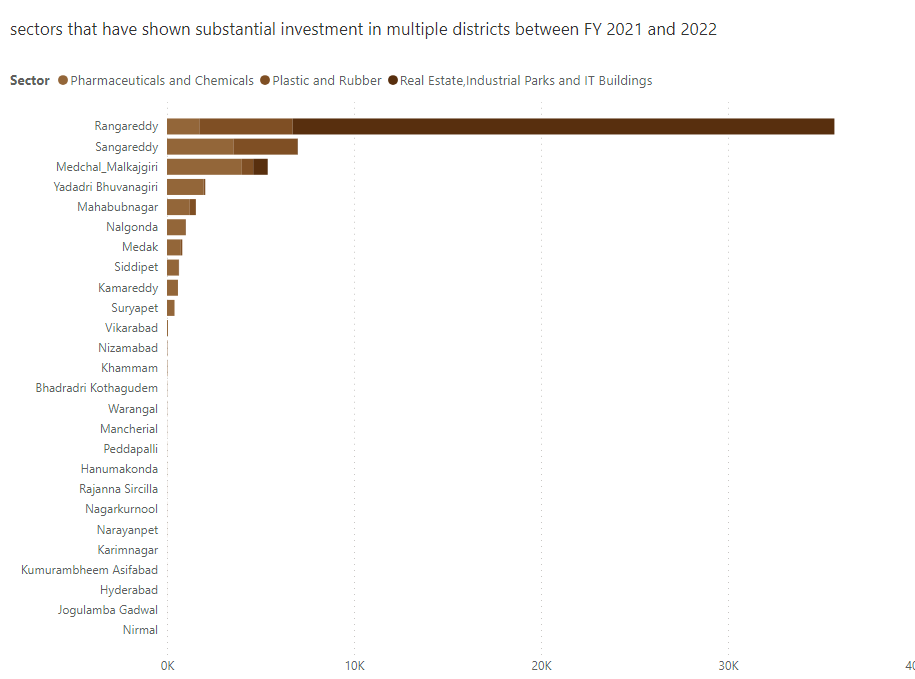 sectors that have shown substantial investment in multiple districts between FY 2021 and 2022
Sector Pharmaceuticals and Chemicals Plastic and Rubber Real Estate,Industrial Parks and IT Buildings
Rangareddy
Sangareddy
Medchal_Malkajgiri
Yadadri Bhuvanagiri
Mahabubnagar
Nalgonda
Medak
Siddipet
Kamareddy
Suryapet
Vikarabad
Nizamabad
Khammam
Bhadradri Kothagudem
Warangal
Mancherial
Peddapalli
Hanumakonda
Rajanna Sircilla
Nagarkurnool
Narayanpet
Karimnagar
Kumurambheem Asifabad
Hyderabad
Jogulamba Gadwal
Nirmal
0K 10K 20K 30K 40